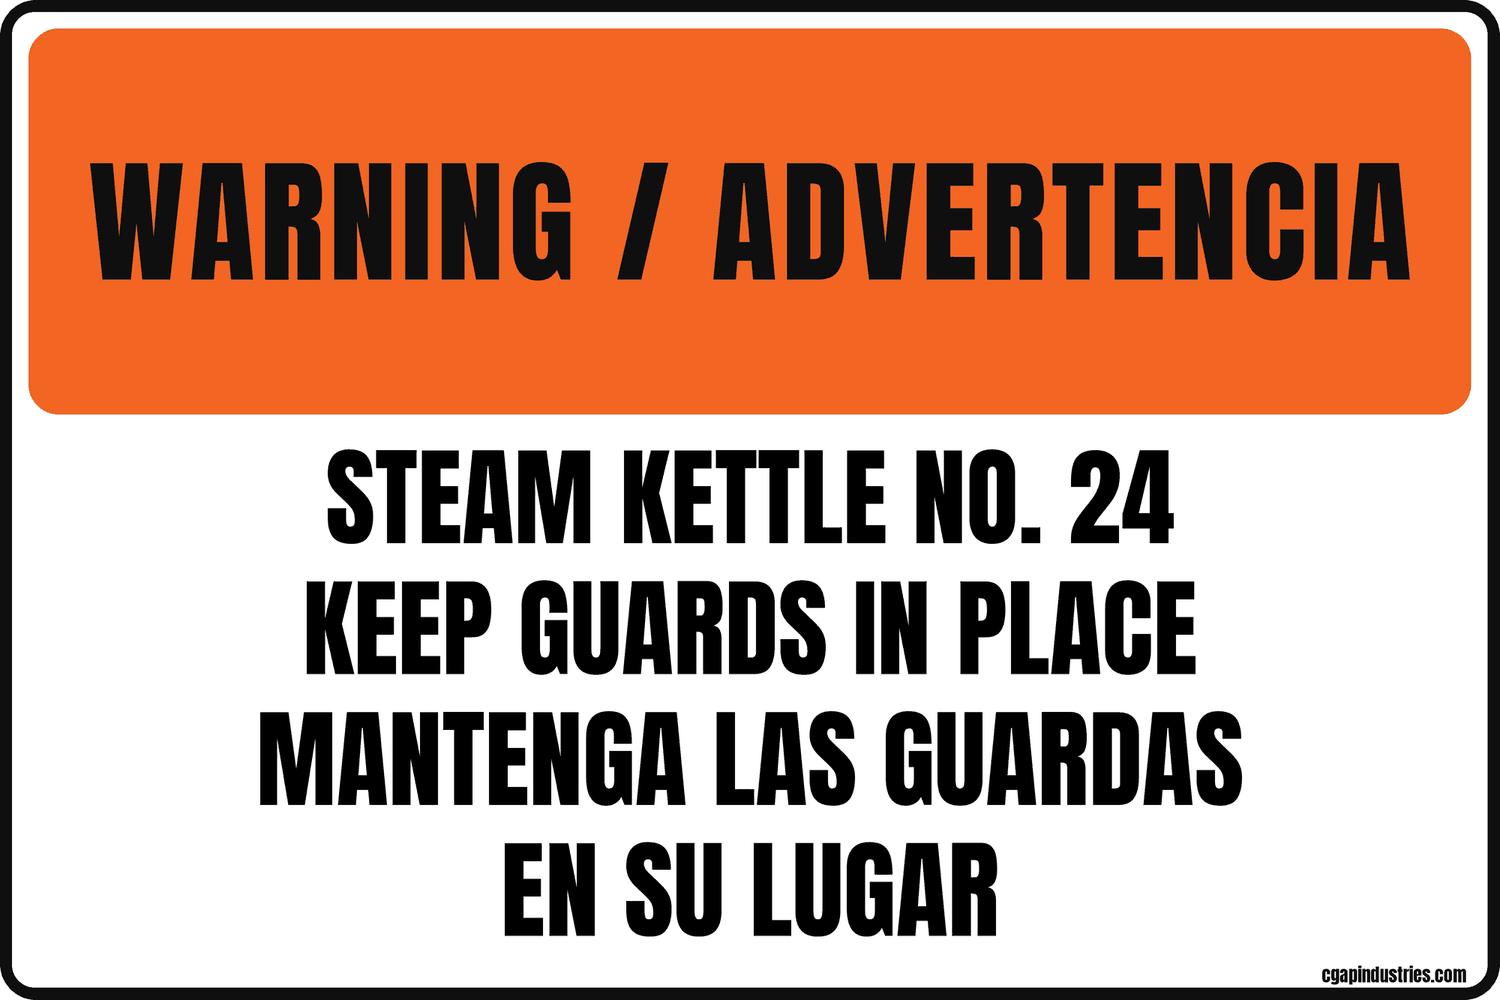 WARNING / ADVERTENCIA
STEAM KETTLE NO. 24
KEEP GUARDS IN PLACE
MANTENGA LAS GUARDAS
EN SU LUGAR
cgapindustries.com